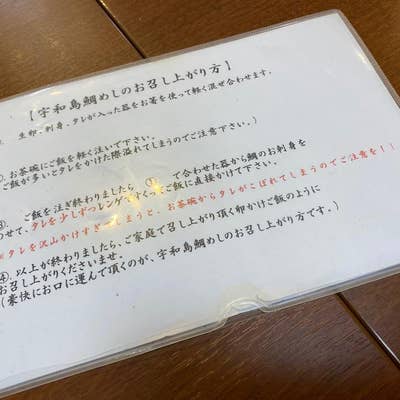 【宇和島鯛めしのお召し上がり方】
生卵・刺身・タレが入った器をお箸を使って軽く混ぜ合わせます。
お茶碗にご飯を軽く注いで下さい。
ご飯が多いとタレをかけた際溢れてしまうのでご注意下さい。）
③. ご飯を注ぎ終わりましたら ① で合わせた器から鯛のお刺身を
わせて、タレを少しずつレンゲですくってご飯に直接かけて下さい。
※タレを沢山かけすぎてしまうと、お茶碗からタレがこぼれてしまうのでご注意を！！
④. 以上が終わりましたら、ご家庭で召し上がり頂く卵かけご飯のように
お召し上がりくださいませ。
（豪快にお口に運んで頂くのが、宇和島鯛めしのお召し上がり方です。）